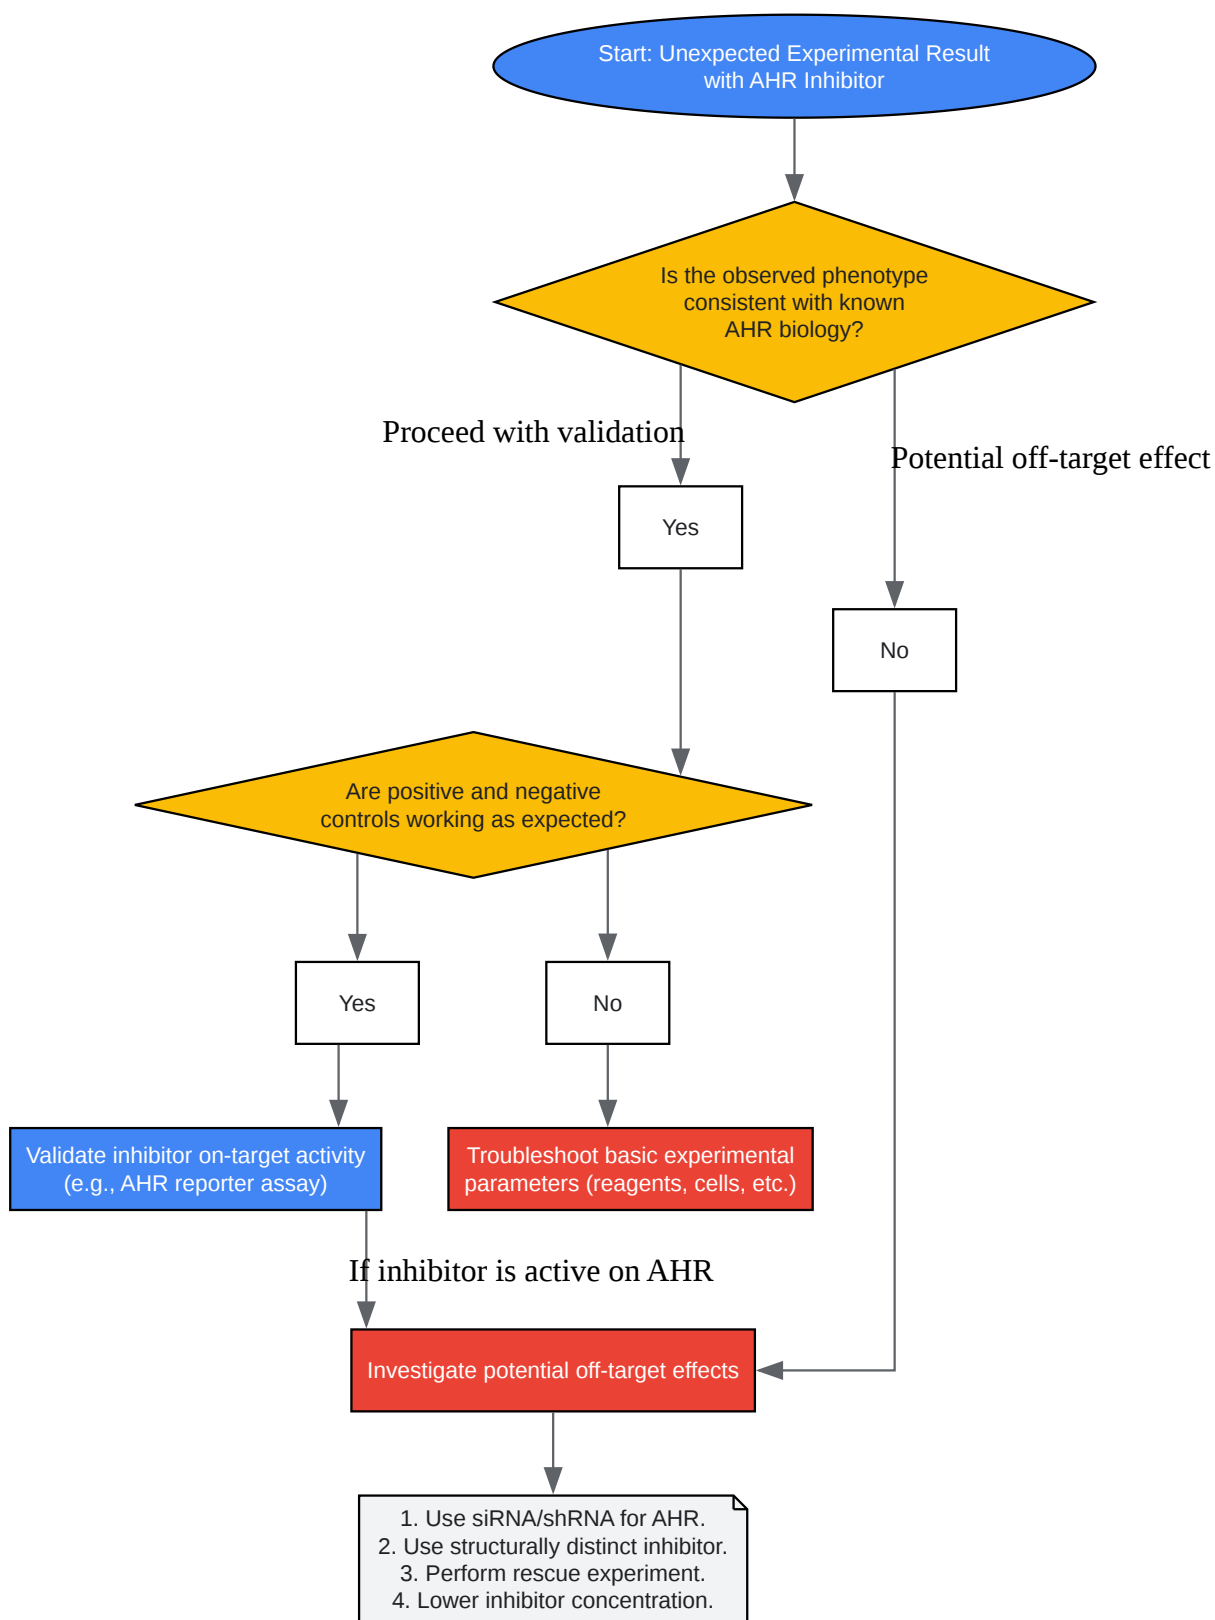 Start: Unexpected Experimental Result
with AHR Inhibitor
Is the observed phenotype
consistent with known
AHR biology?
Proceed with validation
Potential off-target effect
Yes
No
Are positive and negative
controls working as expected?
Yes
No
Validate inhibitor on-target activity
(e.g., AHR reporter assay)
Troubleshoot basic experimental
parameters (reagents, cells, etc.)
If inhibitor is active on AHR
Investigate potential off-target effects
1. Use siRNA/shRNA for AHR.
2. Use structurally distinct inhibitor.
3. Perform rescue experiment.
4. Lower inhibitor concentration.